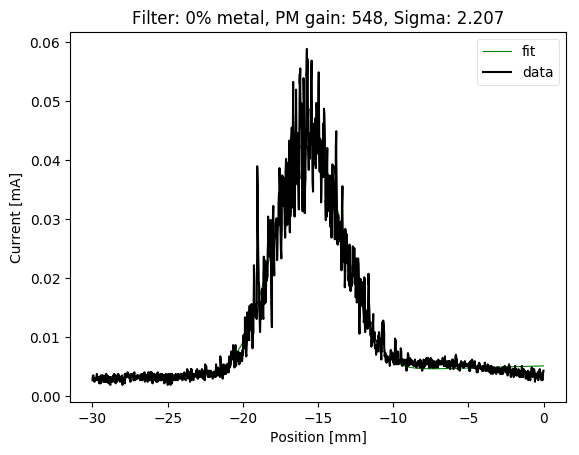 Filter: 0% metal, PM gain: 548, Sigma: 2.207
fit
data
0.06
0.05
0.04
0.03
0.02
0.01
0.00
Current [mA]
−30
−25
−20
−15
−10
−5
0
Position [mm]